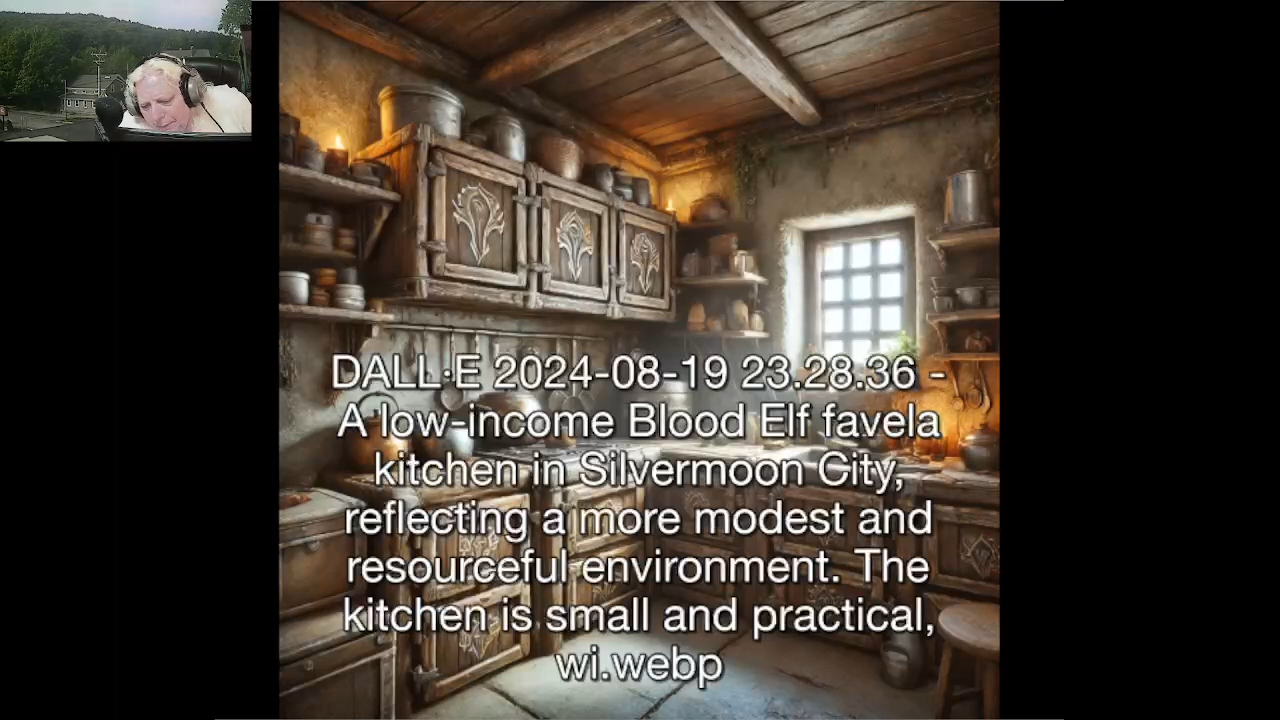 DALL·E 2024-08-19 23.28.36 -
A low-income Blood Elf favela
kitchen in Silvermoon City,
reflecting a more modest and
resourceful environment. The
kitchen is small and practical,
wi.webp